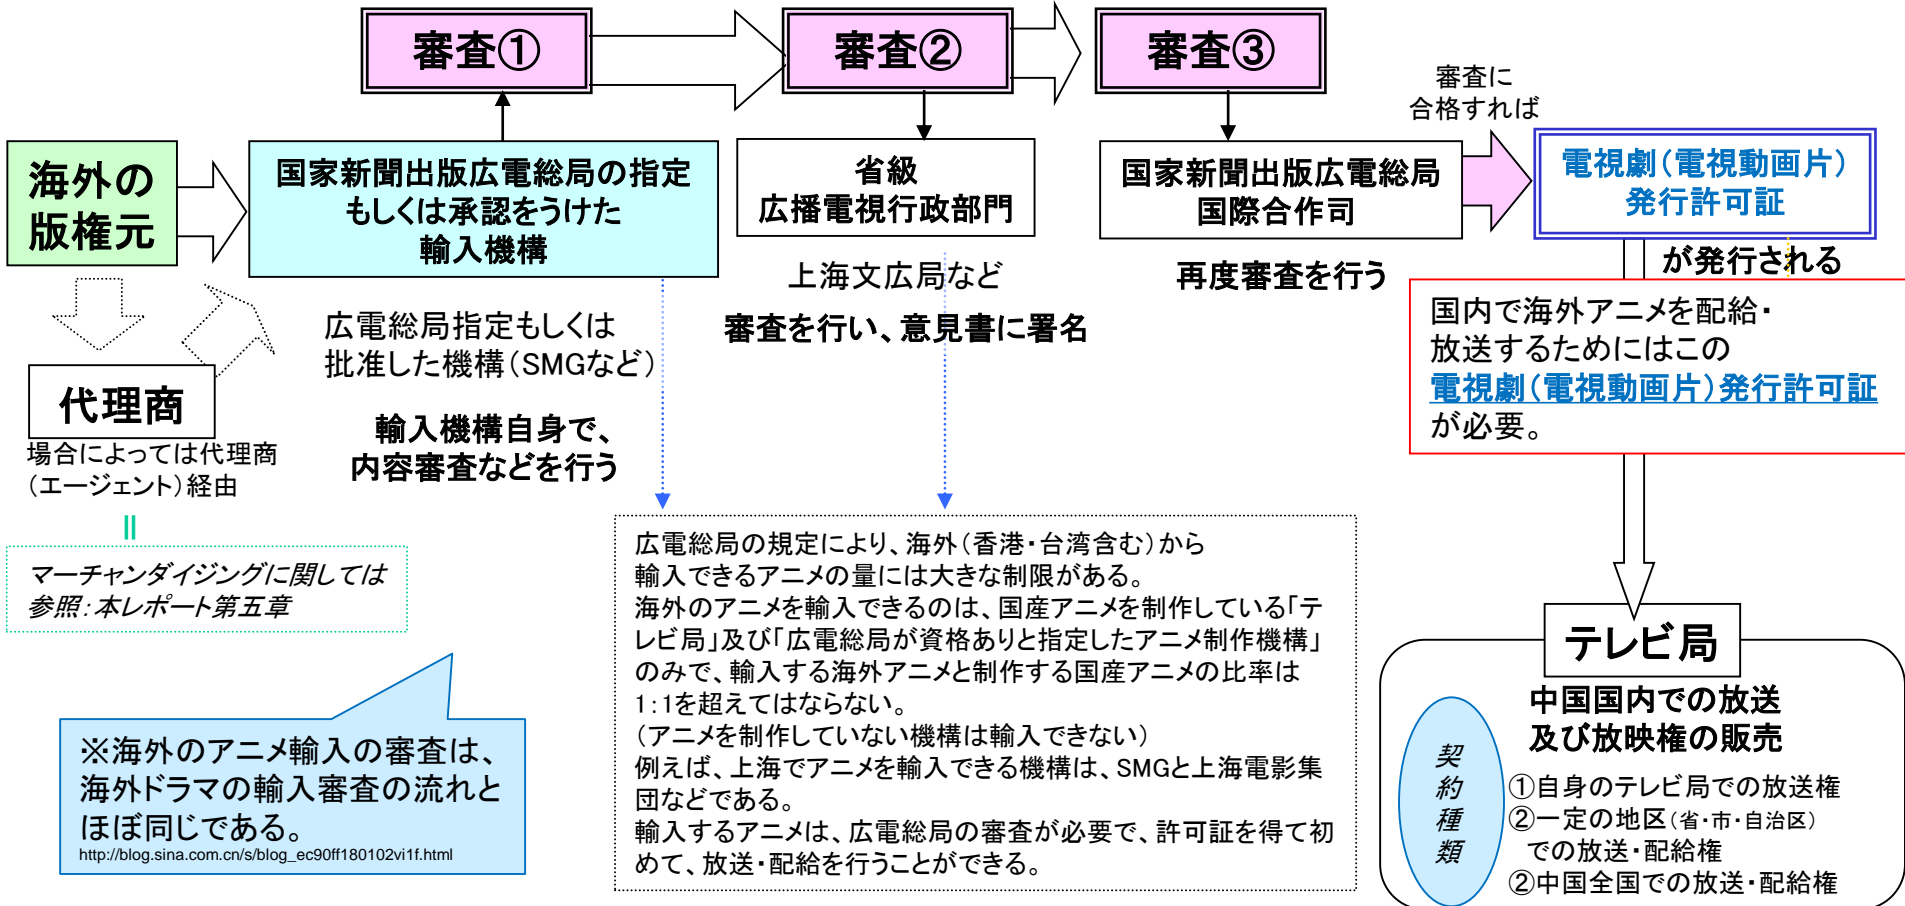 審査①
審査②
審査③
審査に
合格すれば
海外の
版権元
国家新聞出版広電総局の指定
もしくは承認をうけた
輸入機構
省級
広播電視行政部門
国家新聞出版広電総局
国際合作司
電視劇(電視動画片)
発行許可証
が発行される
上海文広局など
審査を行い、意見書に署名
再度審査を行う
広電総局指定もしくは
批准した機構(SMGなど)
輸入機構自身で、
内容審査などを行う
国内で海外アニメを配給・
放送するためにはこの
電視劇(電視動画片)発行許可証
が必要。
代理商
場合によっては代理商
(エージェント)経由
マーチャンダイジングに関しては
参照:本レポート第五章
※海外のアニメ輸入の審査は、
海外ドラマの輸入審査の流れと
ほぼ同じである。
http://blog.sina.com.cn/s/blog_ec90ff180102vi1f.html
広電総局の規定により、海外(香港・台湾含む)から
輸入できるアニメの量には大きな制限がある。
海外のアニメを輸入できるのは、国産アニメを制作している「テ
レビ局」及び「広電総局が資格ありと指定したアニメ制作機構」
のみで、輸入する海外アニメと制作する国産アニメの比率は
1:1を超えてはならない。
(アニメを制作していない機構は輸入できない)
例えば、上海でアニメを輸入できる機構は、SMGと上海電影集
団などである。
輸入するアニメは、広電総局の審査が必要で、許可証を得て初
めて、放送・配給を行うことができる。
テレビ局
中国国内での放送
及び放映権の販売
契
約
種
類
①自身のテレビ局での放送権
②一定の地区(省・市・自治区)
での放送・配給権
②中国全国での放送・配給権